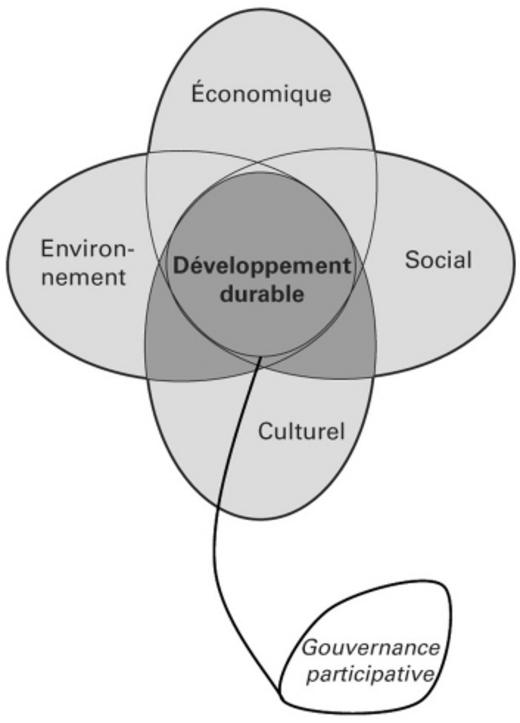 Économique
Environ-
nement
Développement
durable
Social
Culturel
Gouvernance
participative